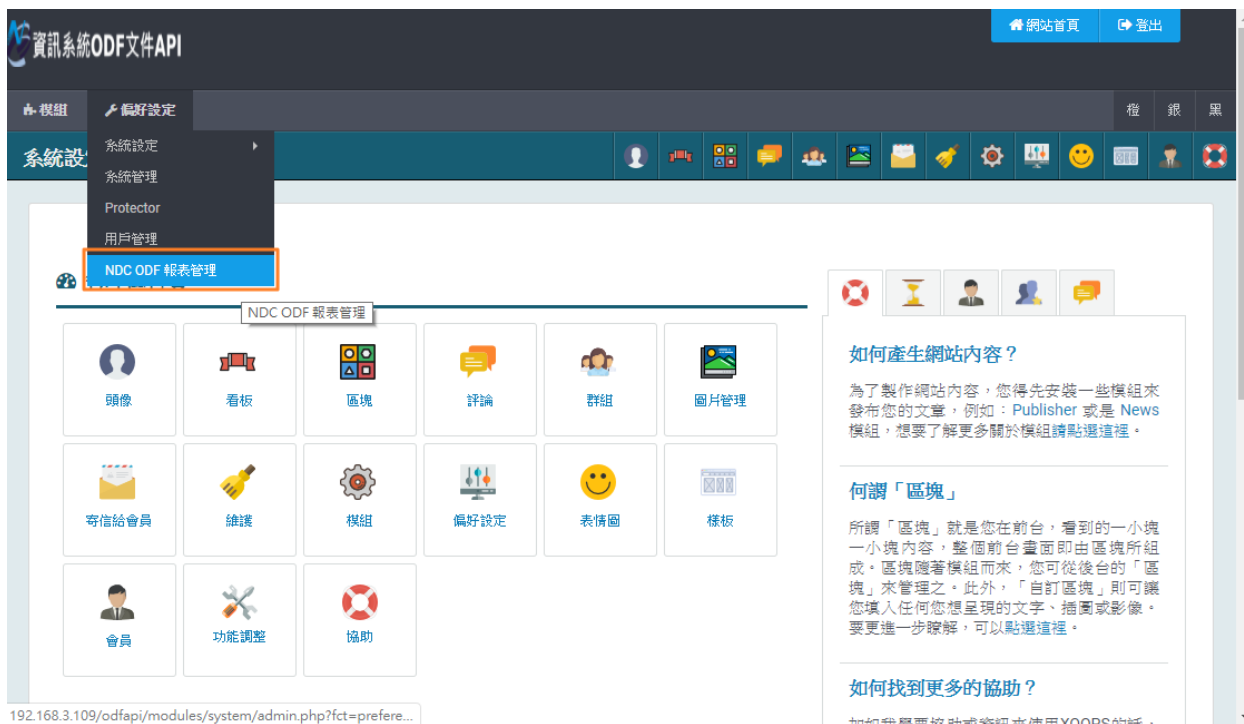 資訊系統ODF文件API
網站首頁
登出
模組
偏好設定
橙
銀
黑
系統設
系統設定
系統管理
Protector
用戶管理
NDC ODF 報表管理
NDC ODF 報表管理
頭像
看板
區塊
評論
群組
圖片管理
寄信給會員
維護
模組
偏好設定
表情圖
樣板
會員
功能調整
協助
如何產生網站內容？
為了製作網站內容，您得先安裝一些模組來
發布您的文章，例如：Publisher 或是 News
模組，想要了解更多關於模組請點選這裡。
何謂「區塊」
所謂「區塊」就是您在前台，看到的一小塊
一小塊內容，整個前台畫面即由區塊所組
成。區塊隨著模組而來，您可從後台的「區
塊」來管理之。此外，「自訂區塊」則可讓
您填入任何您想呈現的文字、插圖或影像。
要更進一步瞭解，可以點選這裡。
如何找到更多的協助？
192.168.3.109/odfapi/modules/system/admin.php?fct=prefere...